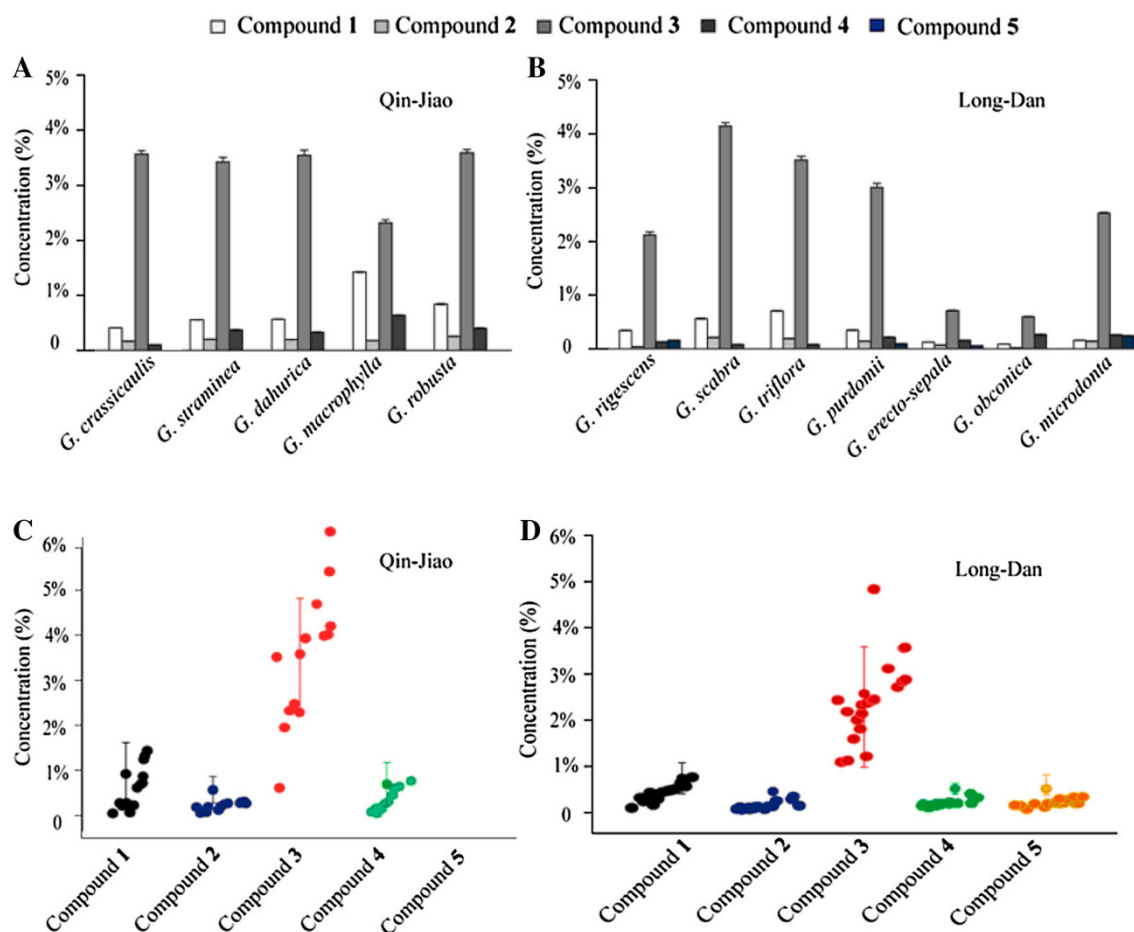 Compound 1 Compound 2 Compound 3 Compound 4 Compound 5
A
Qin-Jiao
Concentration (%)
5%
4%
3%
2%
1%
0
G. crassicaulis
G. straminea
G. dahurica
G. macrophylla
G. robusta
B
Long-Dan
Concentration (%)
5%
4%
3%
2%
1%
0
G. rigescens
G. scabra
G. triflora
G. purdomii
G. erecto-sepala
G. obconica
G. microdonta
C
Qin-Jiao
Concentration (%)
6%
5%
4%
3%
2%
1%
0
Compound 1
Compound 2
Compound 3
Compound 4
Compound 5
D
Long-Dan
Concentration (%)
6%
5%
4%
3%
2%
1%
0
Compound 1
Compound 2
Compound 3
Compound 4
Compound 5